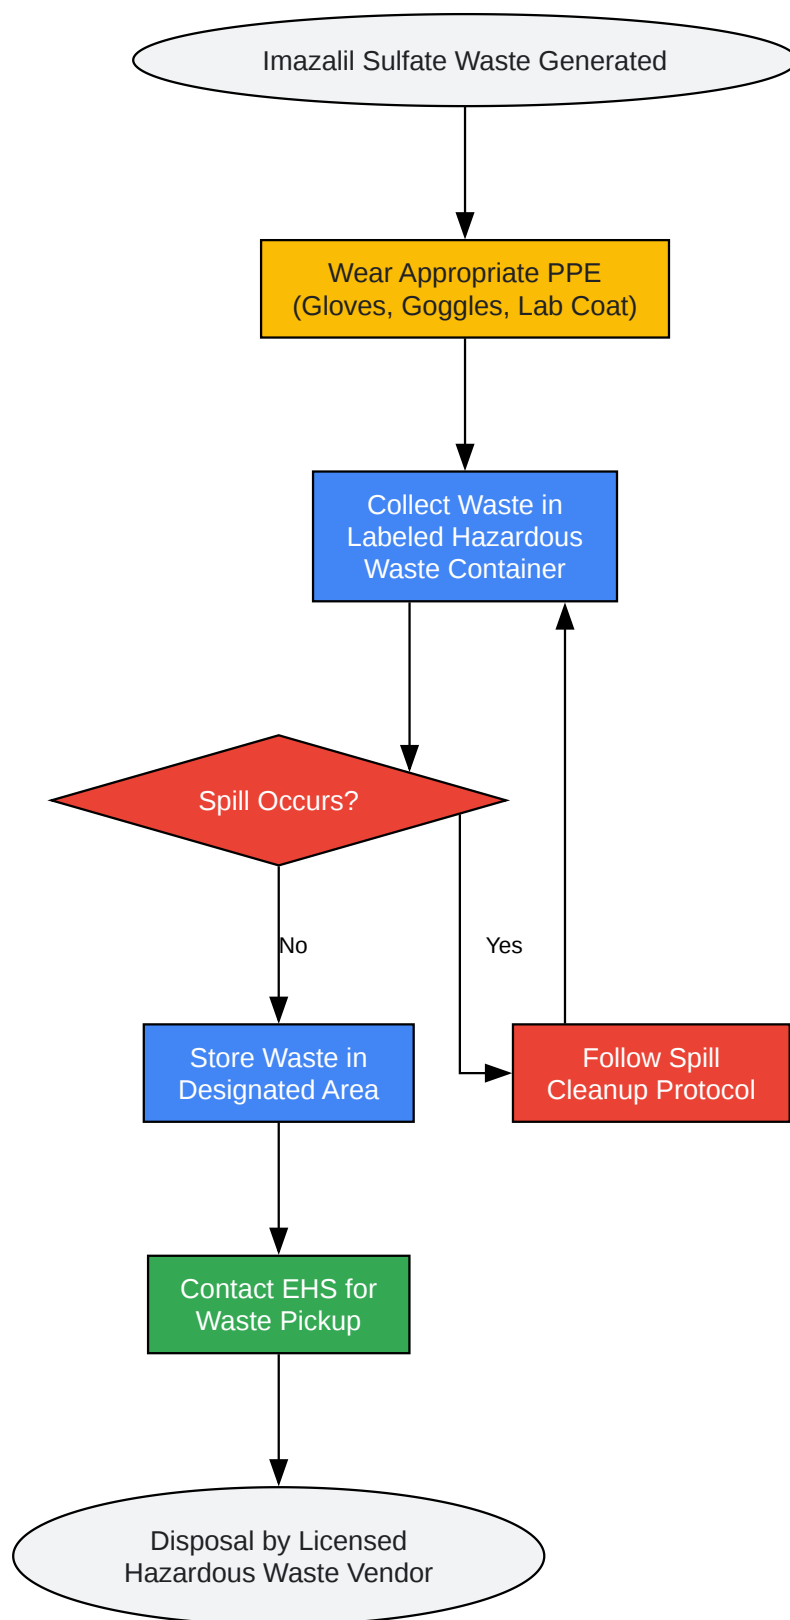 Imazalil Sulfate Waste Generated
Wear Appropriate PPE
(Gloves, Goggles, Lab Coat)
Collect Waste in
Labeled Hazardous
Waste Container
Spill Occurs?
No
Yes
Store Waste in
Designated Area
Follow Spill
Cleanup Protocol
Contact EHS for
Waste Pickup
Disposal by Licensed
Hazardous Waste Vendor